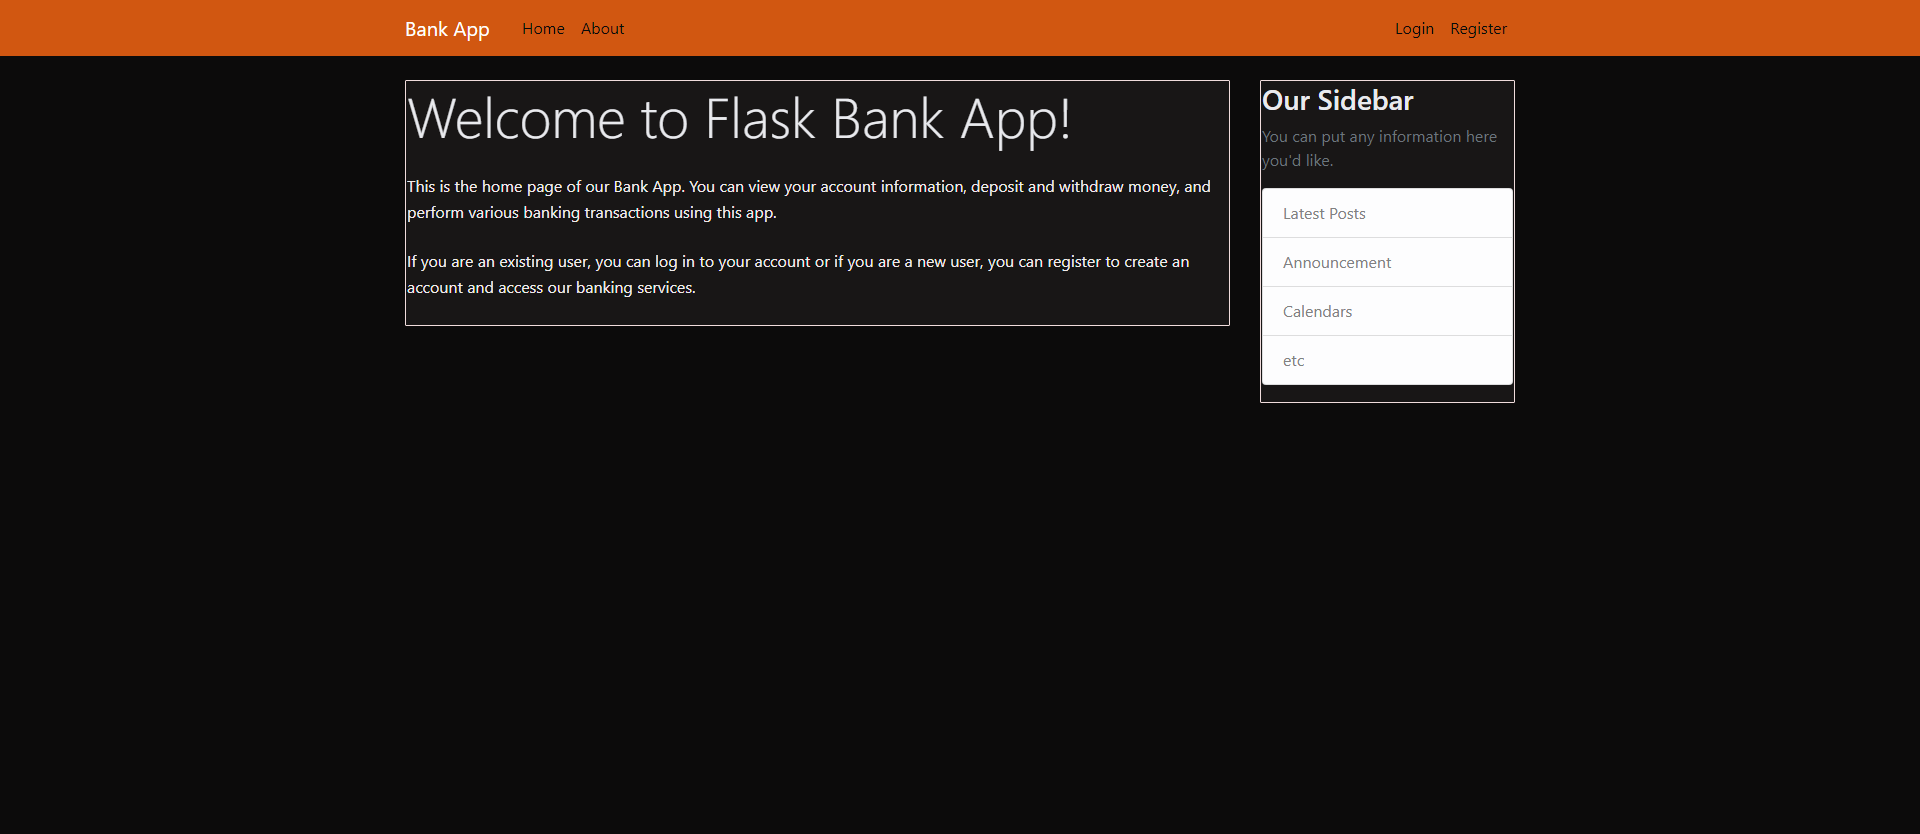 Bank App Home About Login Register
Welcome to Flask Bank App!
This is the home page of our Bank App. You can view your account information, deposit and withdraw money, and
perform various banking transactions using this app.
If you are an existing user, you can log in to your account or if you are a new user, you can register to create an
account and access our banking services.
Our Sidebar
You can put any information here
you'd like.
Latest Posts
Announcement
Calendars
etc